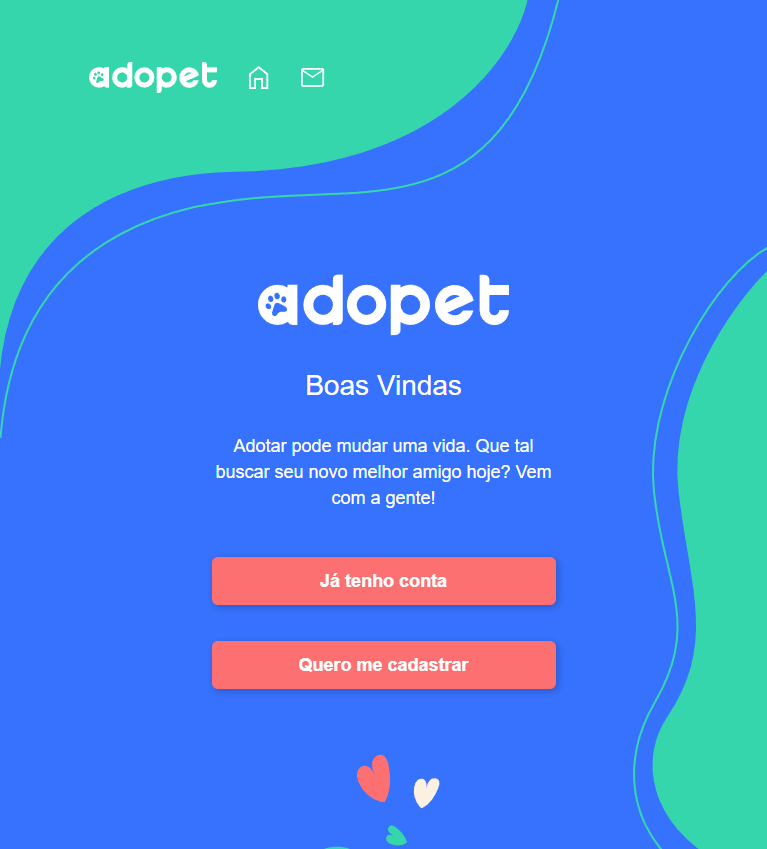 adopet
adopet
Boas Vindas
Adotar pode mudar uma vida. Que tal
buscar seu novo melhor amigo hoje? Vem
com a gente!
Já tenho conta
Quero me cadastrar